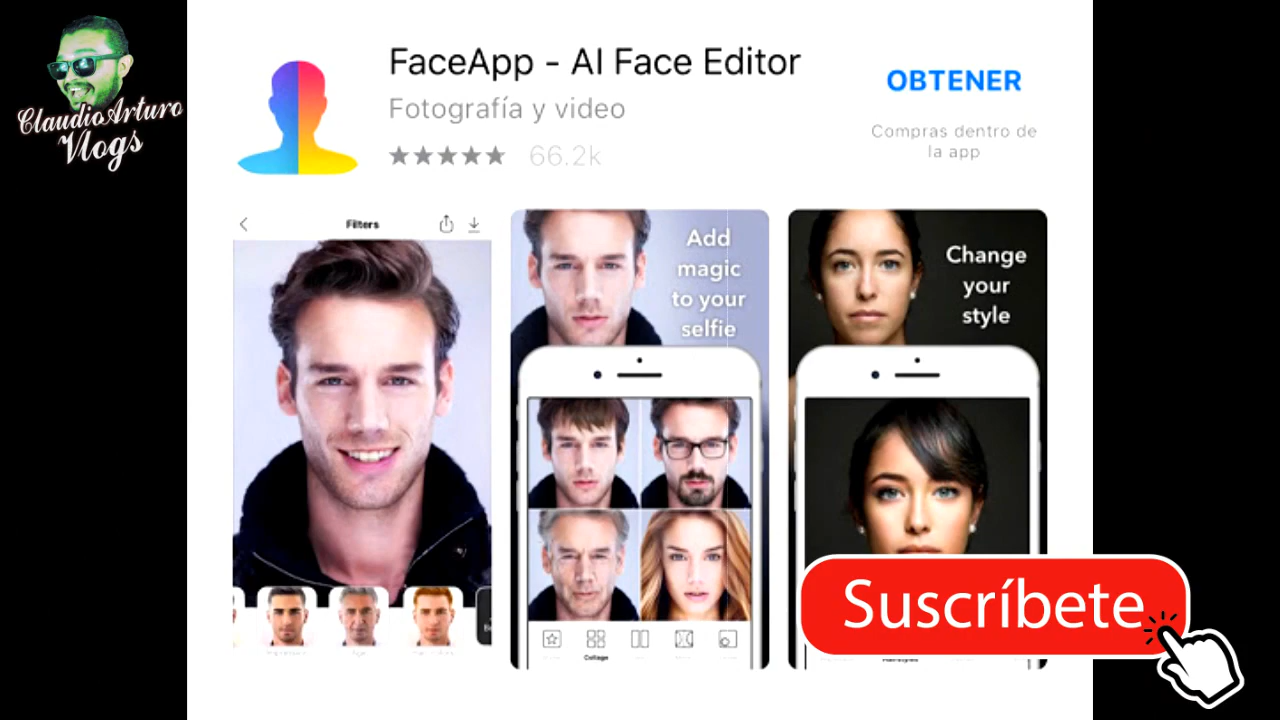 ClaudioArturo
Vlogs
FaceApp - AI Face Editor
Fotografía y video
66.2k
OBTENER
Compras dentro de
la app
Filters
Add
magic
to your
selfie
Change
your
style
Collage
Hairstyles
Suscríbete